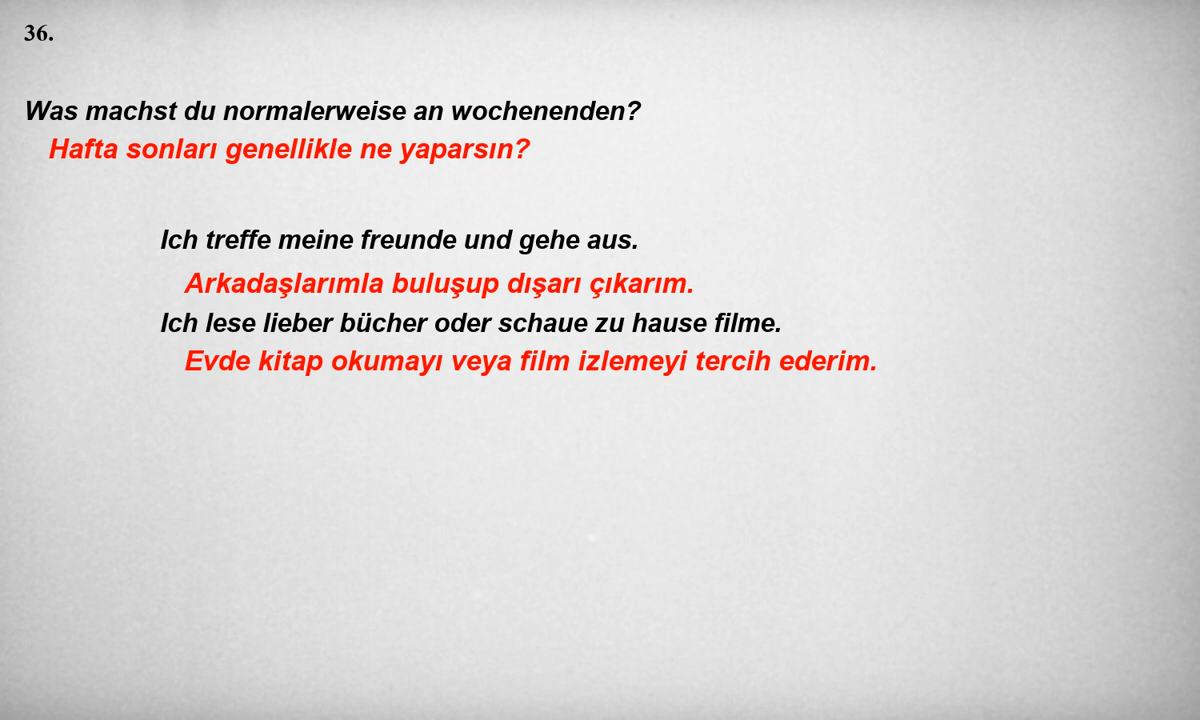 36.
Was machst du normalerweise an wochenenden?
Hafta sonları genellikle ne yaparsın?
Ich treffe meine freunde und gehe aus.
Arkadaşlarımla buluşup dışarı çıkarım.
Ich lese lieber bücher oder schaue zu hause filme.
Evde kitap okumayı veya film izlemeyi tercih ederim.